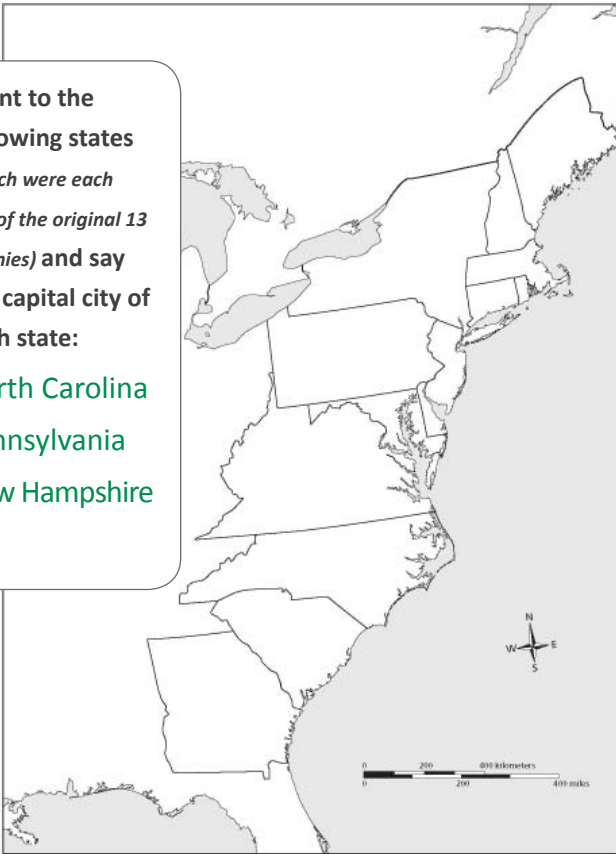 nt to the
owing states
ch were each
of the original 13
nies) and say
capital city of
h state:
rth Carolina
nnsylvania
w Hampshire
N
W E
S
0 200 400 kilometers
0 200 400 miles